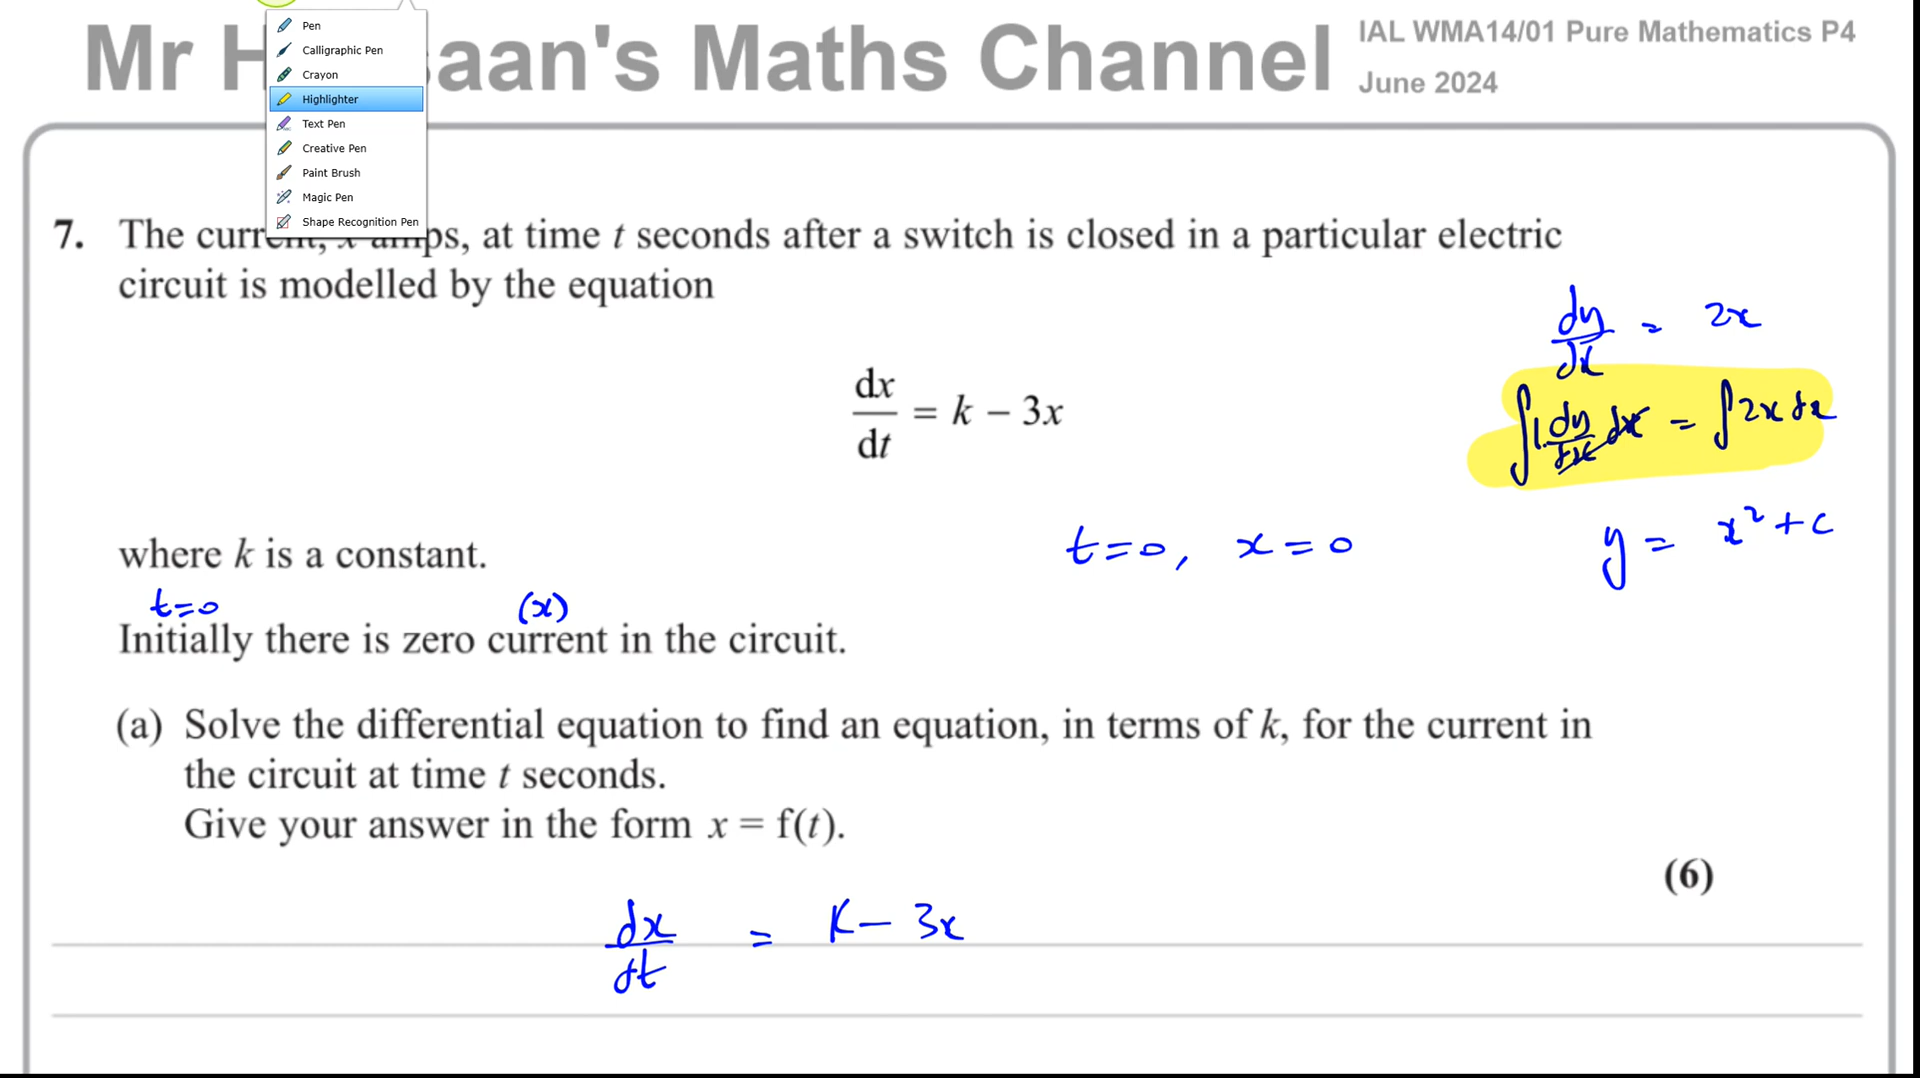 Mr H saan's Maths Channel
IAL WMA14/01 Pure Mathematics P4
June 2024
Pen
Calligraphic Pen
Crayon
Highlighter
Text Pen
Creative Pen
Paint Brush
Magic Pen
Shape Recognition Pen
7. The current, x amps, at time t seconds after a switch is closed in a particular electric
circuit is modelled by the equation
dy/dx = 2x
dx/dt = k − 3x
∫1.dy/dx dx = ∫2x dx
y = x² + c
where k is a constant.
t=0, x=0
t=0 (x)
Initially there is zero current in the circuit.
(a) Solve the differential equation to find an equation, in terms of k, for the current in
the circuit at time t seconds.
Give your answer in the form x = f(t).
(6)
dx/dt = K − 3x